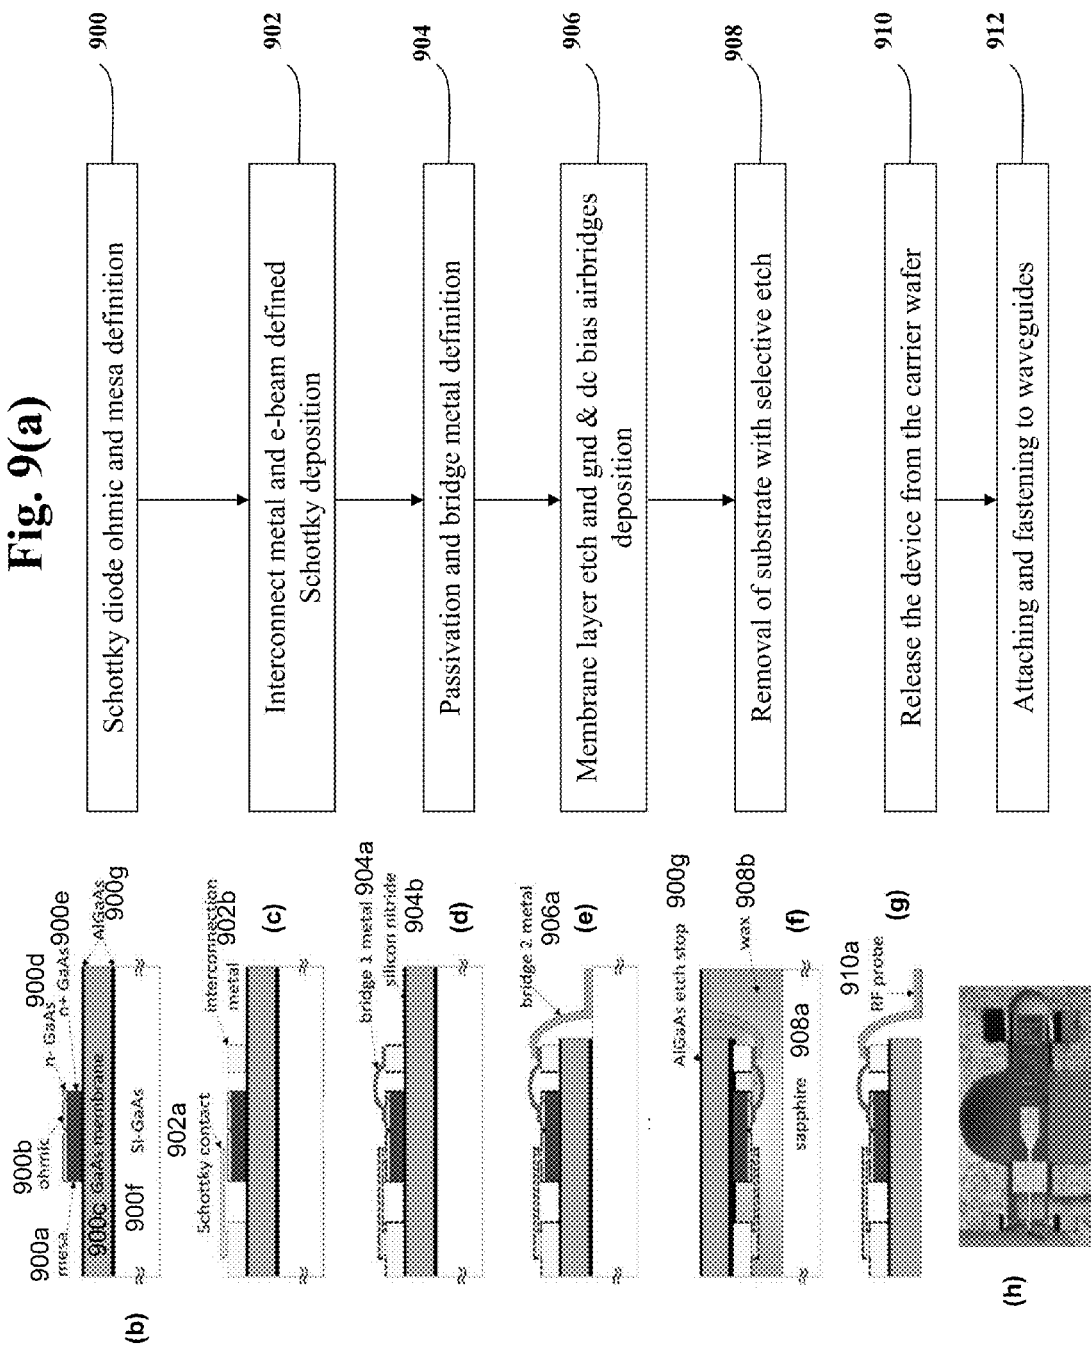 Fig. 9(a)
Schottky diode ohmic and mesa definition
900
Interconnect metal and e-beam defined
Schottky deposition
902
Passivation and bridge metal definition
904
Membrane layer etch and gnd & dc bias airbridges
deposition
906
Removal of substrate with selective etch
908
Release the device from the carrier wafer
910
Attaching and fastening to waveguides
912
(b)
900a
mesa
900b
ohmic
900d
n- GaAs
n+ GaAs
900e
AlGaAs
900g
900c GaAs membrane
900f
SI-GaAs
902a
Schottky contact
interconnection
metal
902b
(c)
bridge 1 metal
904a
silicon nitride
904b
(d)
bridge 2 metal
906a
(e)
AlGaAs etch stop
900g
wax
908b
sapphire
908a
(f)
910a
RF probe
(g)
(h)